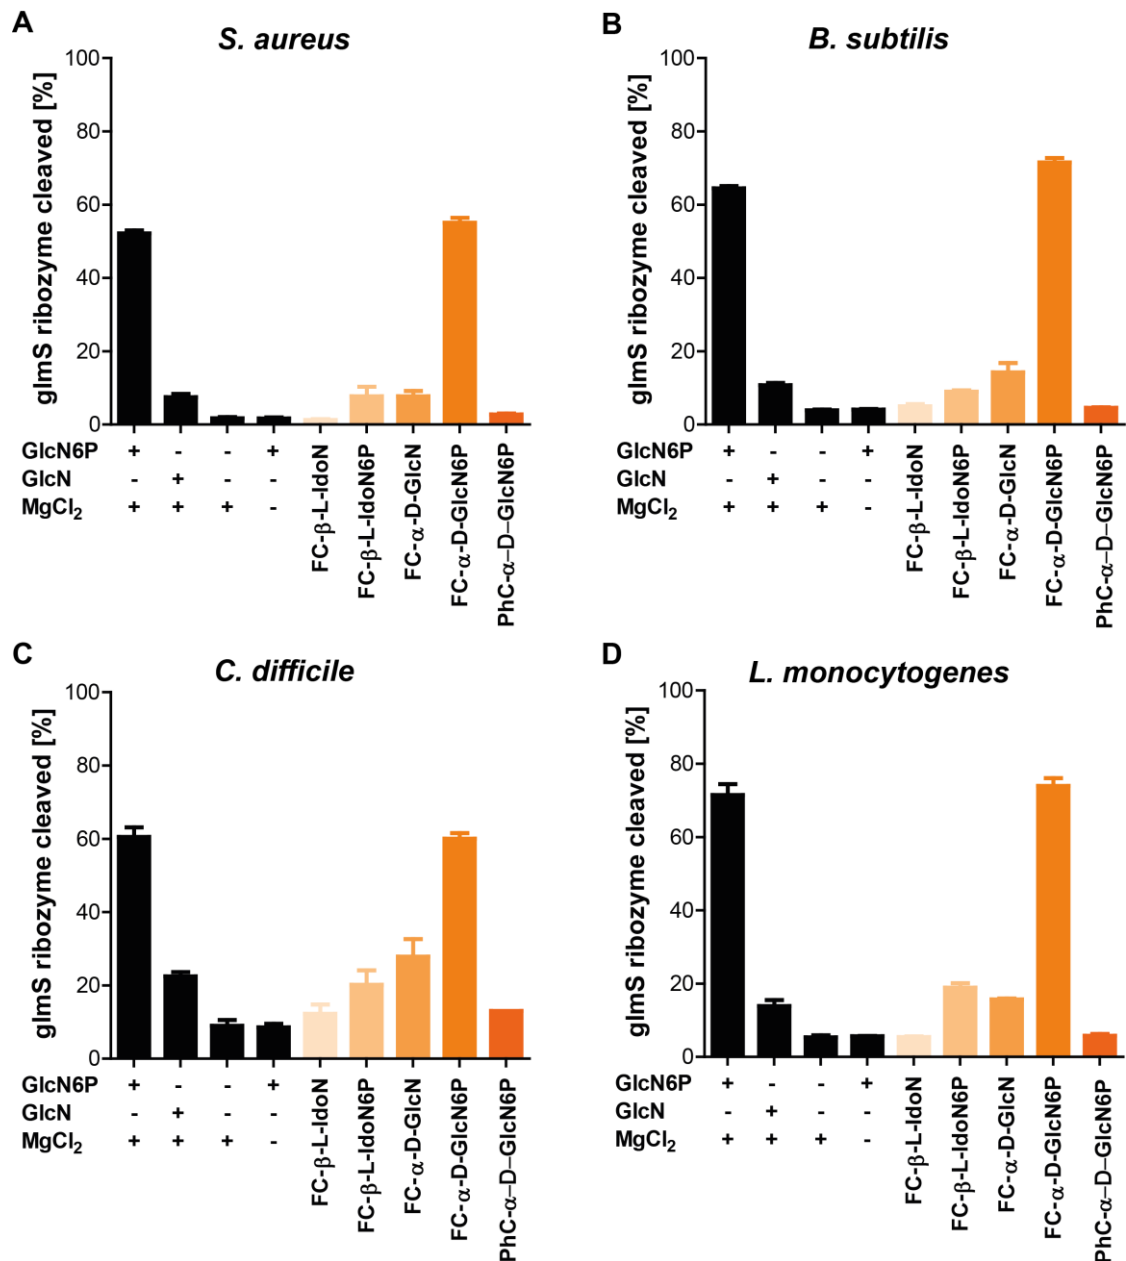 A
S. aureus
glmS ribozyme cleaved [%]
100
80
60
40
20
0
GlcN6P + - - +
GlcN - + - -
MgCl2 + + + -
FC-β-L-IdoN
FC-β-L-IdoN6P
FC-α-D-GlcN
FC-α-D-GlcN6P
PhC-α–D–GlcN6P
B
B. subtilis
glmS ribozyme cleaved [%]
100
80
60
40
20
0
GlcN6P + - - +
GlcN - + - -
MgCl2 + + + -
FC-β-L-IdoN
FC-β-L-IdoN6P
FC-α-D-GlcN
FC-α-D-GlcN6P
PhC-α–D–GlcN6P
C
C. difficile
glmS ribozyme cleaved [%]
100
80
60
40
20
0
GlcN6P + - - +
GlcN - + - -
MgCl2 + + + -
FC-β-L-IdoN
FC-β-L-IdoN6P
FC-α-D-GlcN
FC-α-D-GlcN6P
PhC-α–D–GlcN6P
D
L. monocytogenes
glmS ribozyme cleaved [%]
100
80
60
40
20
0
GlcN6P + - - +
GlcN - + - -
MgCl2 + + + -
FC-β-L-IdoN
FC-β-L-IdoN6P
FC-α-D-GlcN
FC-α-D-GlcN6P
PhC-α–D–GlcN6P